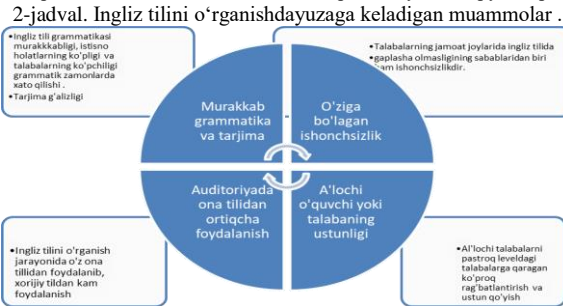 2-jadval. Ingliz tilini o‘rganishdayuzaga keladigan muammolar .
•Ingliz tili grammatikasi
murakkkabligi, istisno
holatlarning ko'pligi va
talabalarning ko'pchiligi
grammatik zamonlarda
xato qilishi .
•Tarjima g'alizligi
•Talabalarning jamoat joylarida ingliz tilida
•gaplasha olmasligining sabablaridan biri
ham ishonchsizlikdir.
Murakkab
grammatika
va tarjima
O'ziga
bo'lagan
ishonchsizlik
Auditoriyada
ona tilidan
ortiqcha
foydalanish
A'lochi
o'quvchi yoki
talabaning
ustunligi
•Ingliz tilini o'rganish
jarayonida o'z ona
tillidan foydalanib,
xorijiy tildan kam
foydalanish
•Al'lochi talabalarni
pastroq leveldagi
talabalarga qaragan
ko'proq
rag'batlantirish va
ustun qo'yish